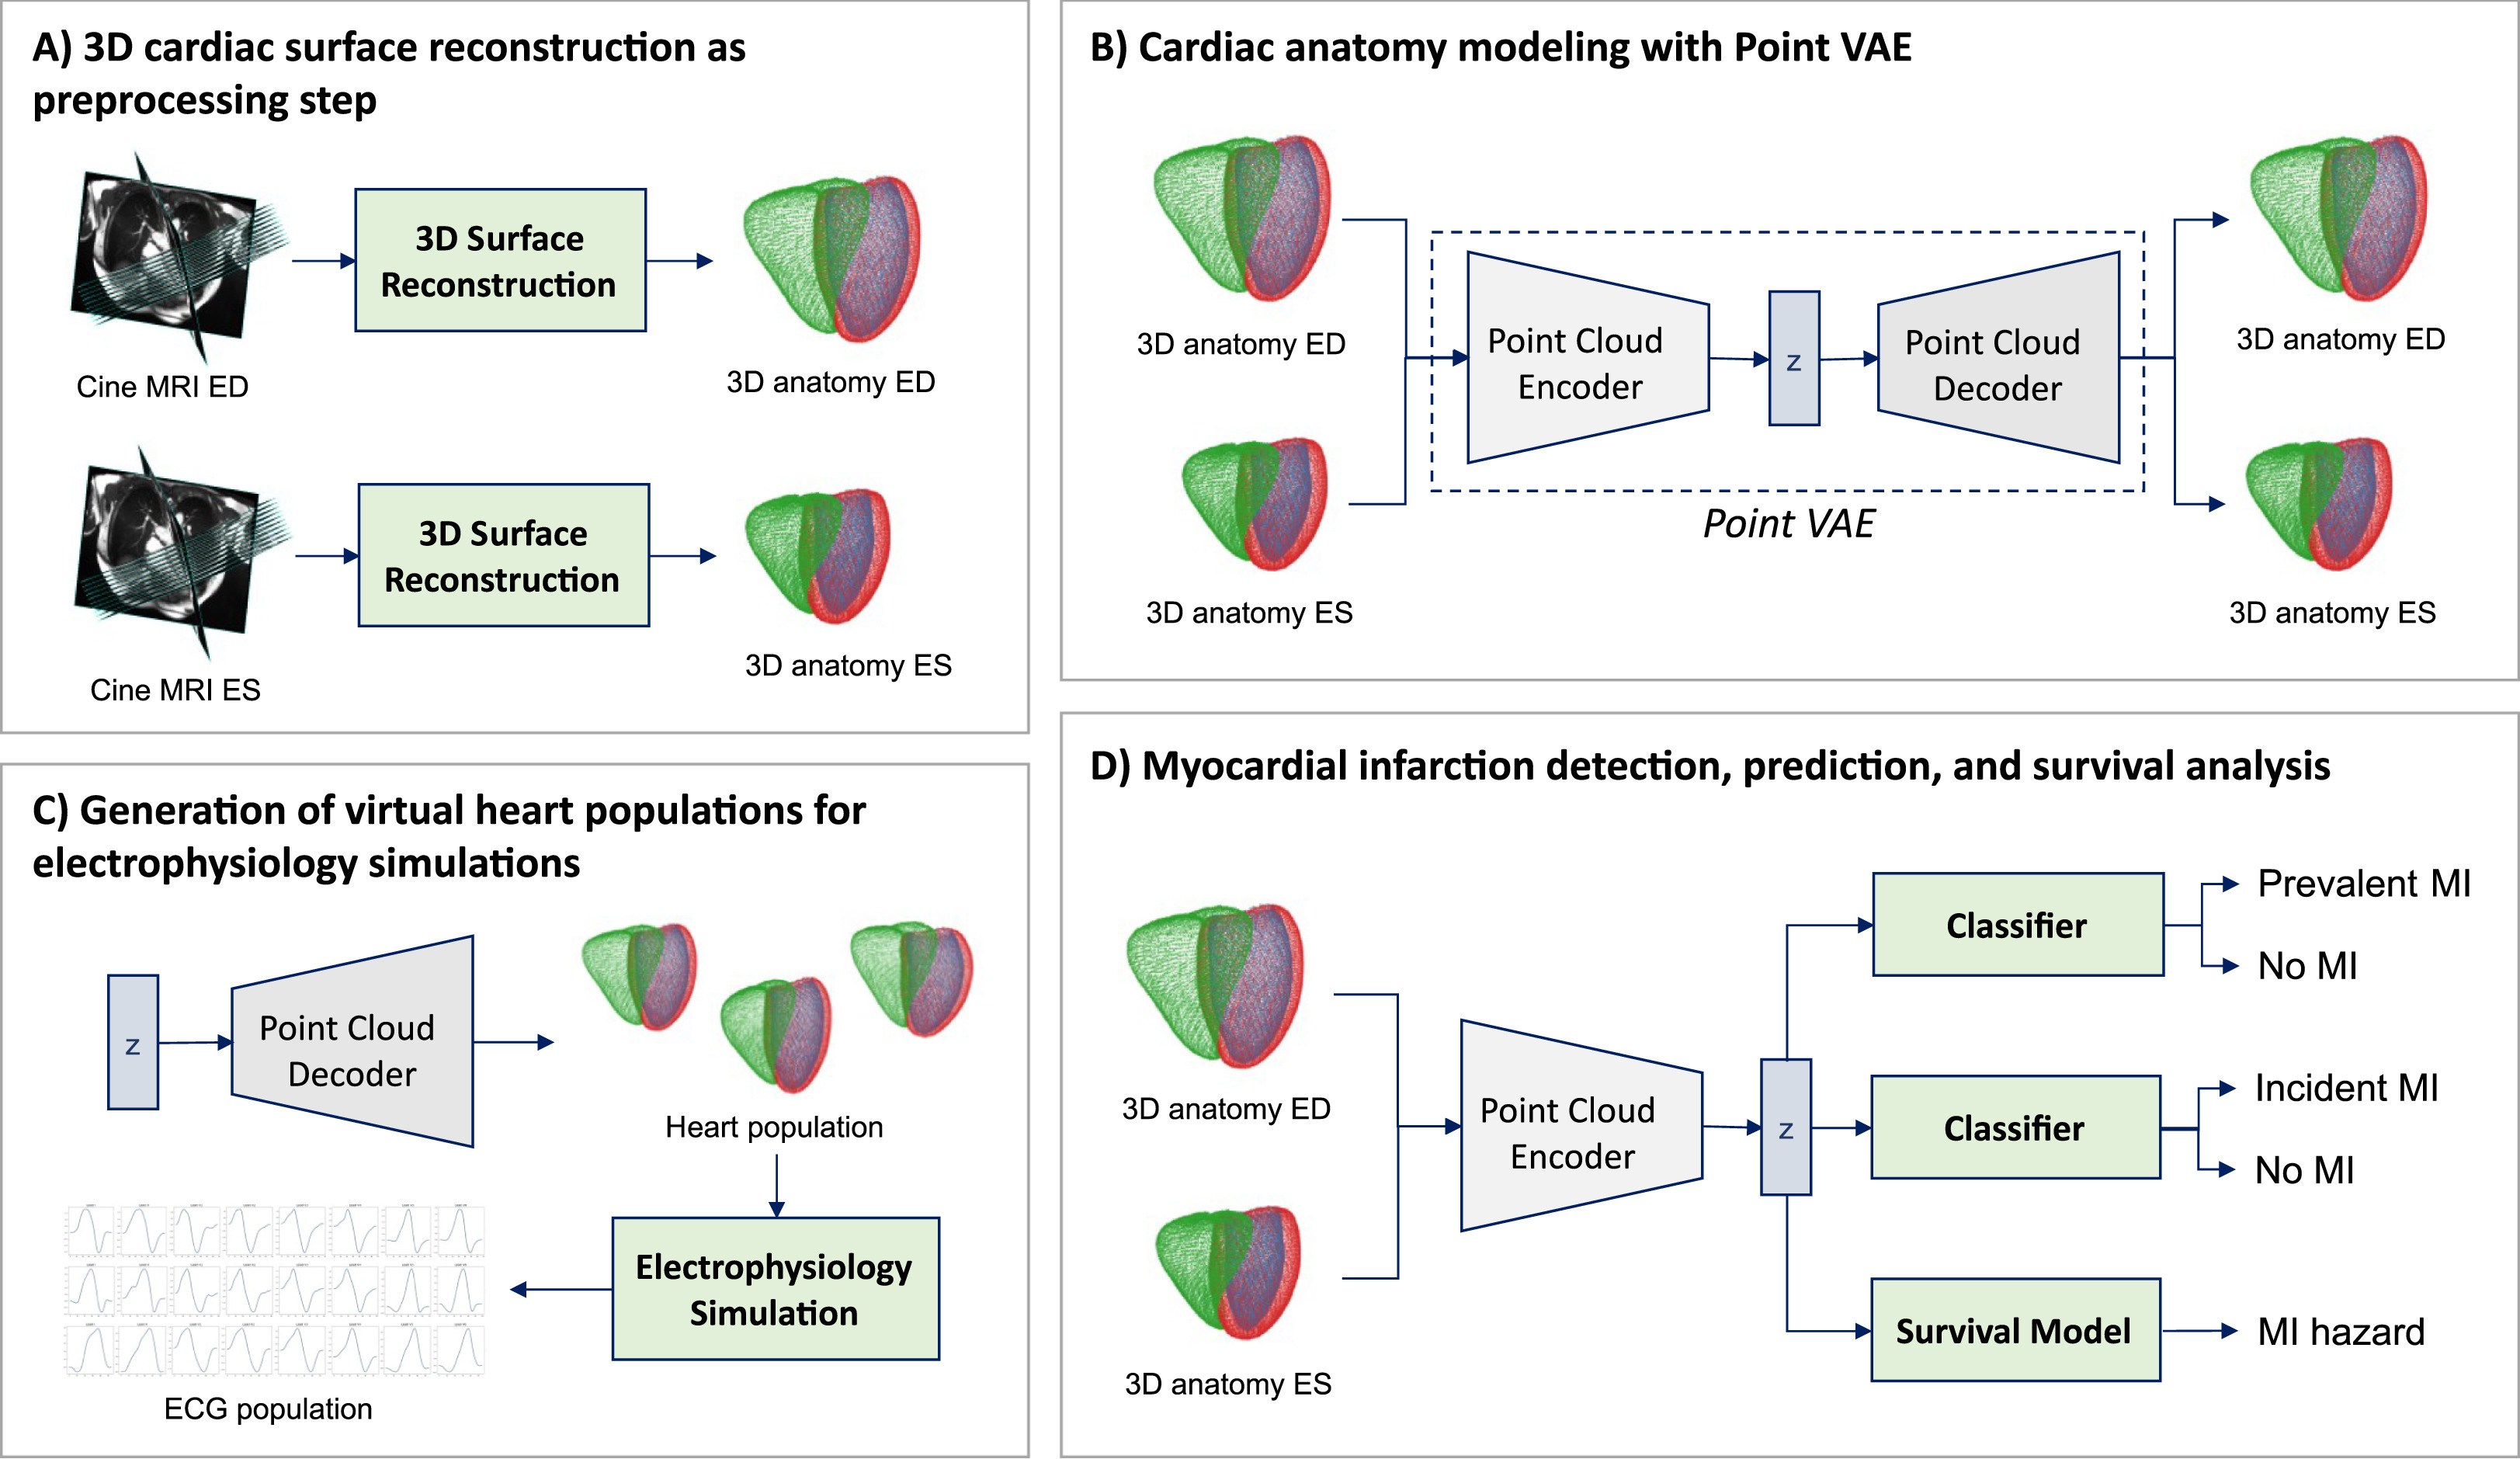 A) 3D cardiac surface reconstruction as
preprocessing step
Cine MRI ED
3D Surface
Reconstruction
3D anatomy ED
Cine MRI ES
3D Surface
Reconstruction
3D anatomy ES
B) Cardiac anatomy modeling with Point VAE
3D anatomy ED
3D anatomy ES
Point Cloud
Encoder
z
Point Cloud
Decoder
Point VAE
3D anatomy ED
3D anatomy ES
C) Generation of virtual heart populations for
electrophysiology simulations
z
Point Cloud
Decoder
Heart population
Electrophysiology
Simulation
ECG population
D) Myocardial infarction detection, prediction, and survival analysis
3D anatomy ED
3D anatomy ES
Point Cloud
Encoder
z
Classifier
Prevalent MI
No MI
Classifier
Incident MI
No MI
Survival Model
MI hazard